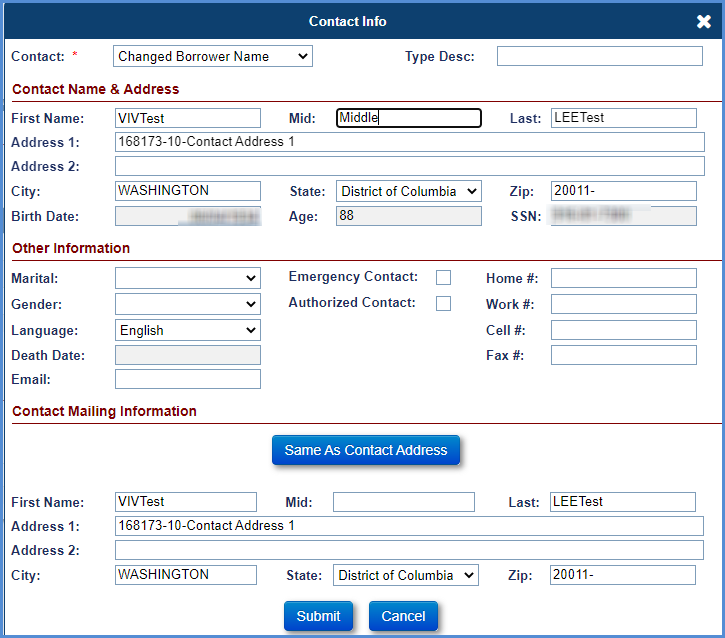 Contact Info
Contact: * Changed Borrower Name Type Desc:
Contact Name & Address
First Name: VIVTest Mid: Middle Last: LEETest
Address 1: 168173-10-Contact Address 1
Address 2:
City: WASHINGTON State: District of Columbia Zip: 20011-
Birth Date: Age: 88 SSN:
Other Information
Marital: Emergency Contact: Home #:
Gender: Authorized Contact: Work #:
Language: English Cell #:
Death Date: Fax #:
Email:
Contact Mailing Information
Same As Contact Address
First Name: VIVTest Mid: Last: LEETest
Address 1: 168173-10-Contact Address 1
Address 2:
City: WASHINGTON State: District of Columbia Zip: 20011-
Submit Cancel